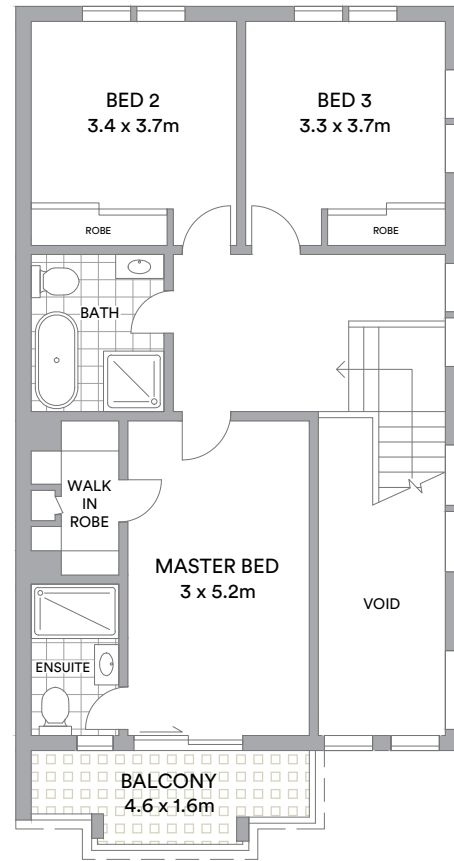 BED 2
3.4 x 3.7m
BED 3
3.3 x 3.7m
ROBE
ROBE
BATH
WALK
IN
ROBE
MASTER BED
3 x 5.2m
VOID
ENSUITE
BALCONY
4.6 x 1.6m